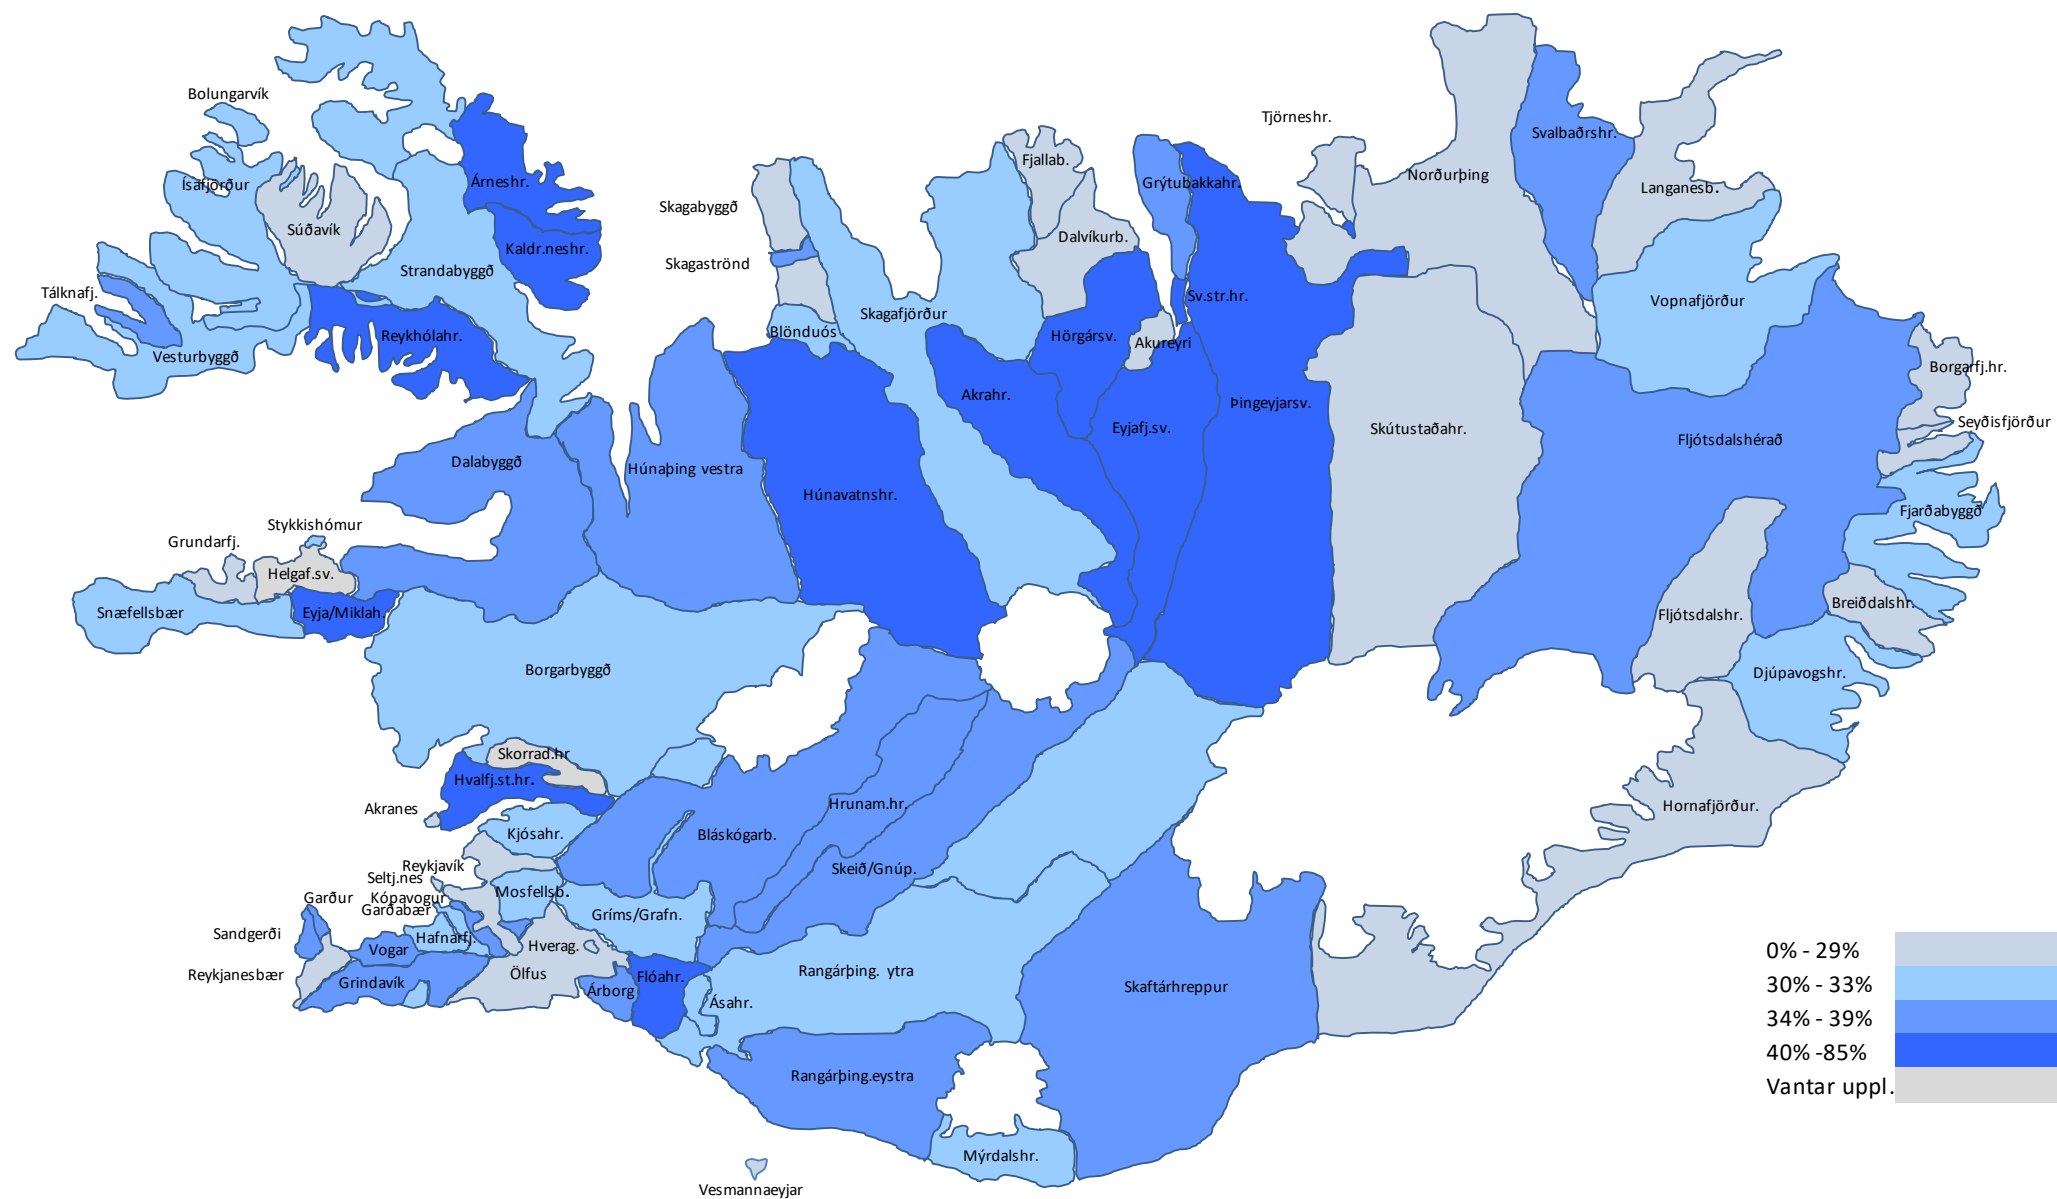 Bolungarvík
Tjörneshr.
Svalbaðrshr.
Fjallab.
Ísafjörður
Árneshr.
Grýtubakkahr.
Norðurþing
Langanesb.
Skagabyggð
Súðavík
Dalvíkurb.
Kaldr.neshr.
Skagaströnd
Strandabyggð
Tálknafj.
Sv.str.hr.
Vopnafjörður
Skagafjörður
Reykhólahr.
Blönduós
Hörgársv.
Akureyri
Vesturbyggð
Borgarfj.hr.
Akrahr.
Þingeyjarsv.
Seyðisfjörður
Eyjafj.sv.
Skútustaðahr.
Fljótsdalshérað
Dalabyggð
Húnaþing vestra
Húnavatnshr.
Fjarðabyggð
Stykkishómur
Grundarfj.
Helgaf.sv.
Snæfellsbær
Eyja/Miklah.
Breiðdalshr.
Fljótsdalshr.
Borgarbyggð
Djúpavogshr.
Skorrad.hr
Hvalfj.st.hr.
Akranes
Hrunam.hr.
Hornafjörður.
Kjósahr.
Bláskógarb.
Reykjavík
Skeið/Gnúp.
Seltj.nes
Mosfellsb.
Garður
Kópavogur
Garðabær
Gríms/Grafn.
Sandgerði
Hafnarfj.
Vogar
Hverag.
0% - 29%
Reykjanesbær
Ölfus
Rangárþing. ytra
Flóahr.
Grindavík
30% - 33%
Árborg
Skaftárhreppur
Ásahr.
34% - 39%
40% -85%
Rangárþing.eystra
Vantar uppl.
Mýrdalshr.
Vesmannaeyjar